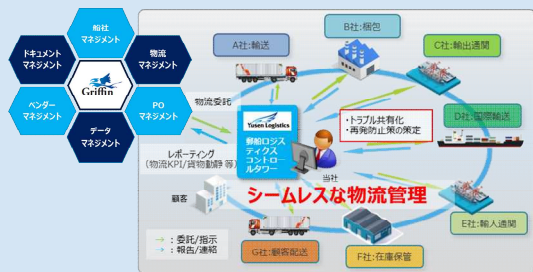 船社
マネジメント
ドキュメント
マネジメント
物流
マネジメント
Griffin
ベンダー
マネジメント
PO
マネジメント
データ
マネジメント
A社:輸送
B社:梱包
C社:輸出通関
D社:国際輸送
E社:輸入通関
F社:在庫保管
G社:顧客配送
物流委託
レポーティング
(物流KPI/貨物動静 等)
顧客
Yusen Logistics
郵船ロジス
ティクス
コントロー
ルタワー
当社
・トラブル共有化
・再発防止策の策定
シームレスな物流管理
→ : 委託/指示
→ : 報告/連絡